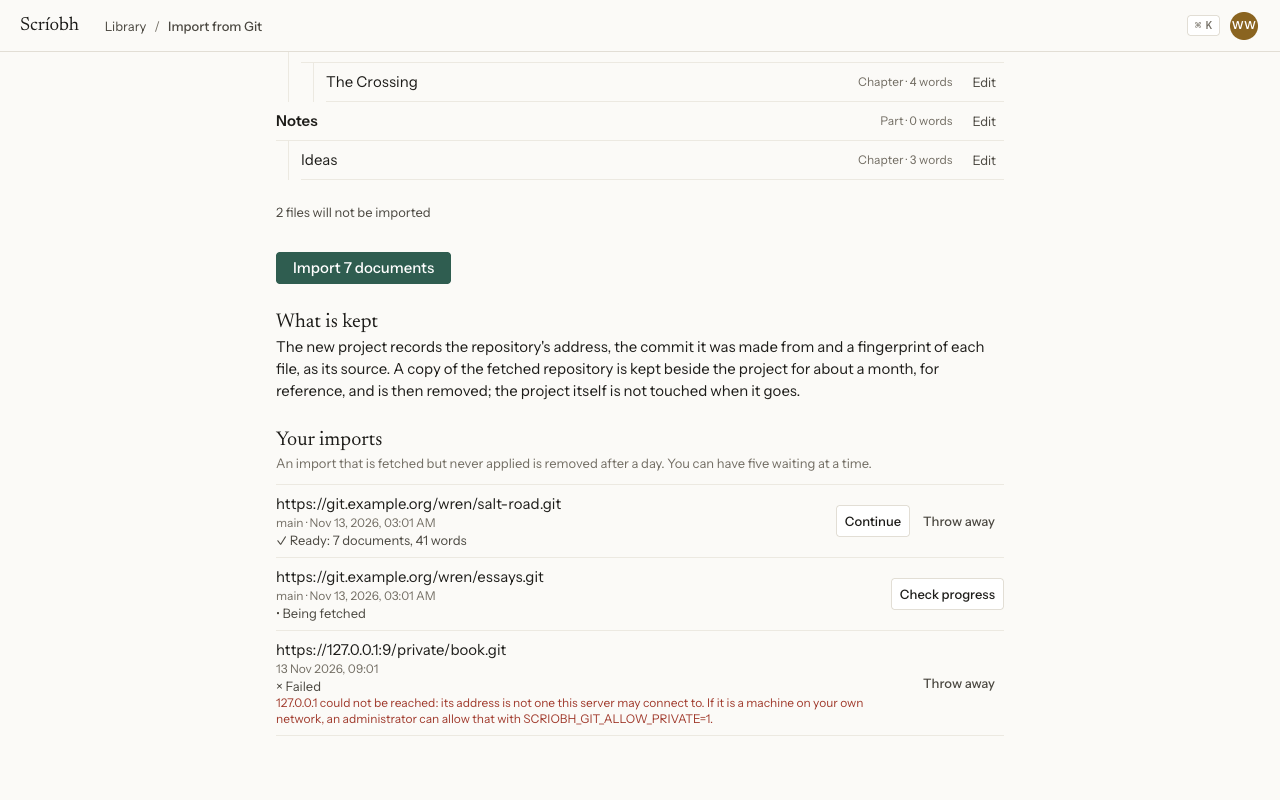 Scríobh
Library / Import from Git
⌘ K
WW
The Crossing
Chapter · 4 words
Edit
Notes
Part · 0 words
Edit
Ideas
Chapter · 3 words
Edit
2 files will not be imported
Import 7 documents
What is kept
The new project records the repository's address, the commit it was made from and a fingerprint of each
file, as its source. A copy of the fetched repository is kept beside the project for about a month, for
reference, and is then removed; the project itself is not touched when it goes.
Your imports
An import that is fetched but never applied is removed after a day. You can have five waiting at a time.
https://git.example.org/wren/salt-road.git
main · Nov 13, 2026, 03:01 AM
✓ Ready: 7 documents, 41 words
Continue
Throw away
https://git.example.org/wren/essays.git
main · Nov 13, 2026, 03:01 AM
· Being fetched
Check progress
https://127.0.0.1:9/private/book.git
13 Nov 2026, 09:01
× Failed
127.0.0.1 could not be reached: its address is not one this server may connect to. If it is a machine on your own
network, an administrator can allow that with SCRIOBH_GIT_ALLOW_PRIVATE=1.
Throw away